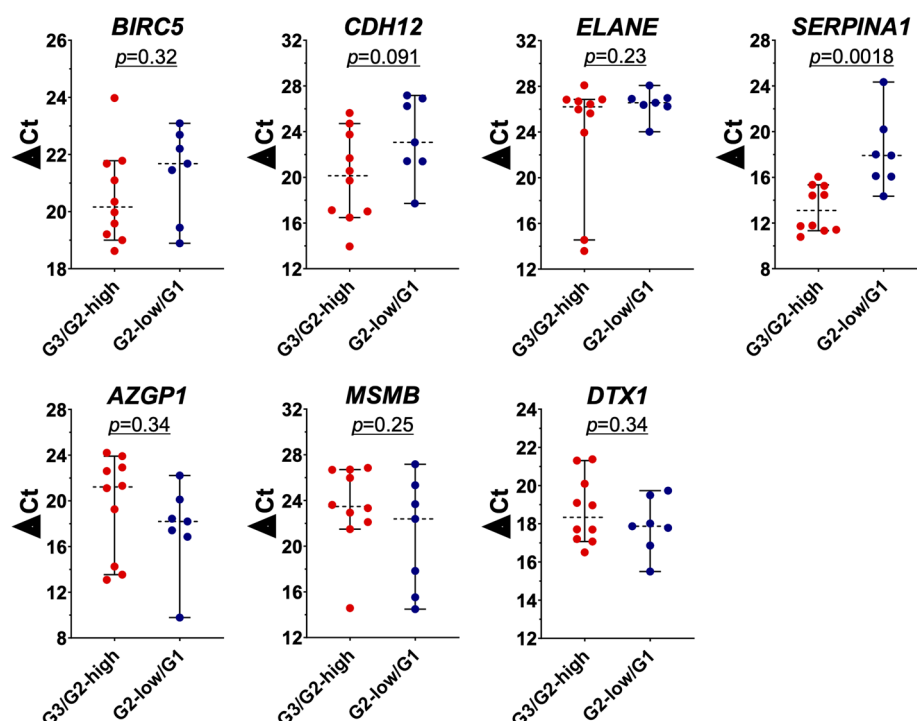 BIRC5
p=0.32
ΔCt
26
24
22
20
18
G3/G2-high
G2-low/G1
CDH12
p=0.091
ΔCt
32
28
24
20
16
12
G3/G2-high
G2-low/G1
ELANE
p=0.23
ΔCt
32
28
24
20
16
12
G3/G2-high
G2-low/G1
SERPINA1
p=0.0018
ΔCt
28
24
20
16
12
8
G3/G2-high
G2-low/G1
AZGP1
p=0.34
ΔCt
28
24
20
16
12
8
G3/G2-high
G2-low/G1
MSMB
p=0.25
ΔCt
32
28
24
20
16
12
G3/G2-high
G2-low/G1
DTX1
p=0.34
ΔCt
24
22
20
18
16
14
12
G3/G2-high
G2-low/G1